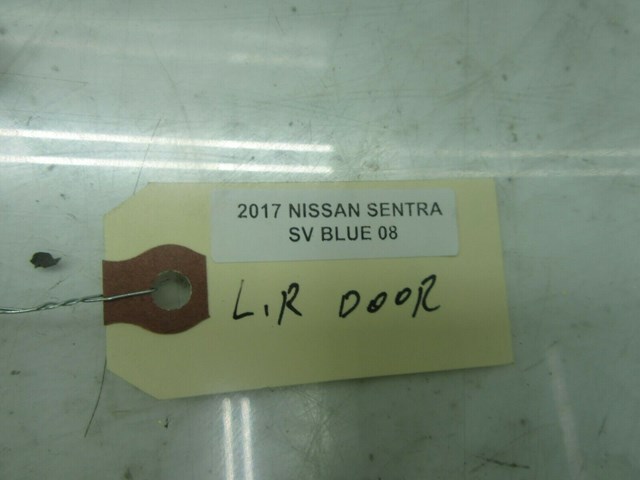 2017 NISSAN SENTRA
SV BLUE 08
L.R DOOR